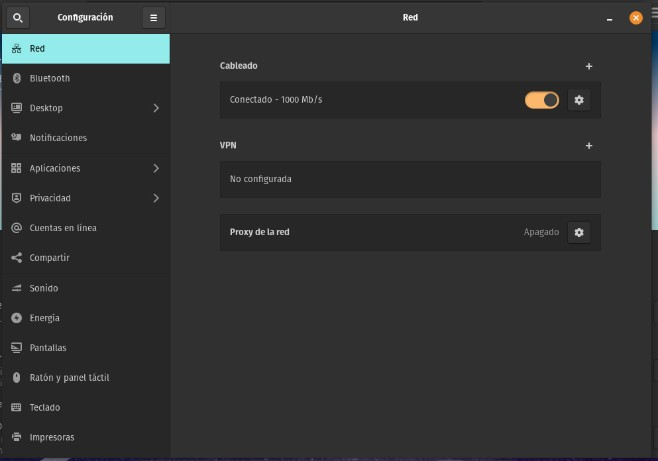 Configuración
Red
Red
Bluetooth
Desktop
Notificaciones
Aplicaciones
Privacidad
Cuentas en línea
Compartir
Sonido
Energía
Pantallas
Ratón y panel táctil
Teclado
Impresoras
Cableado
Conectado - 1000 Mb/s
VPN
No configurada
Proxy de la red Apagado